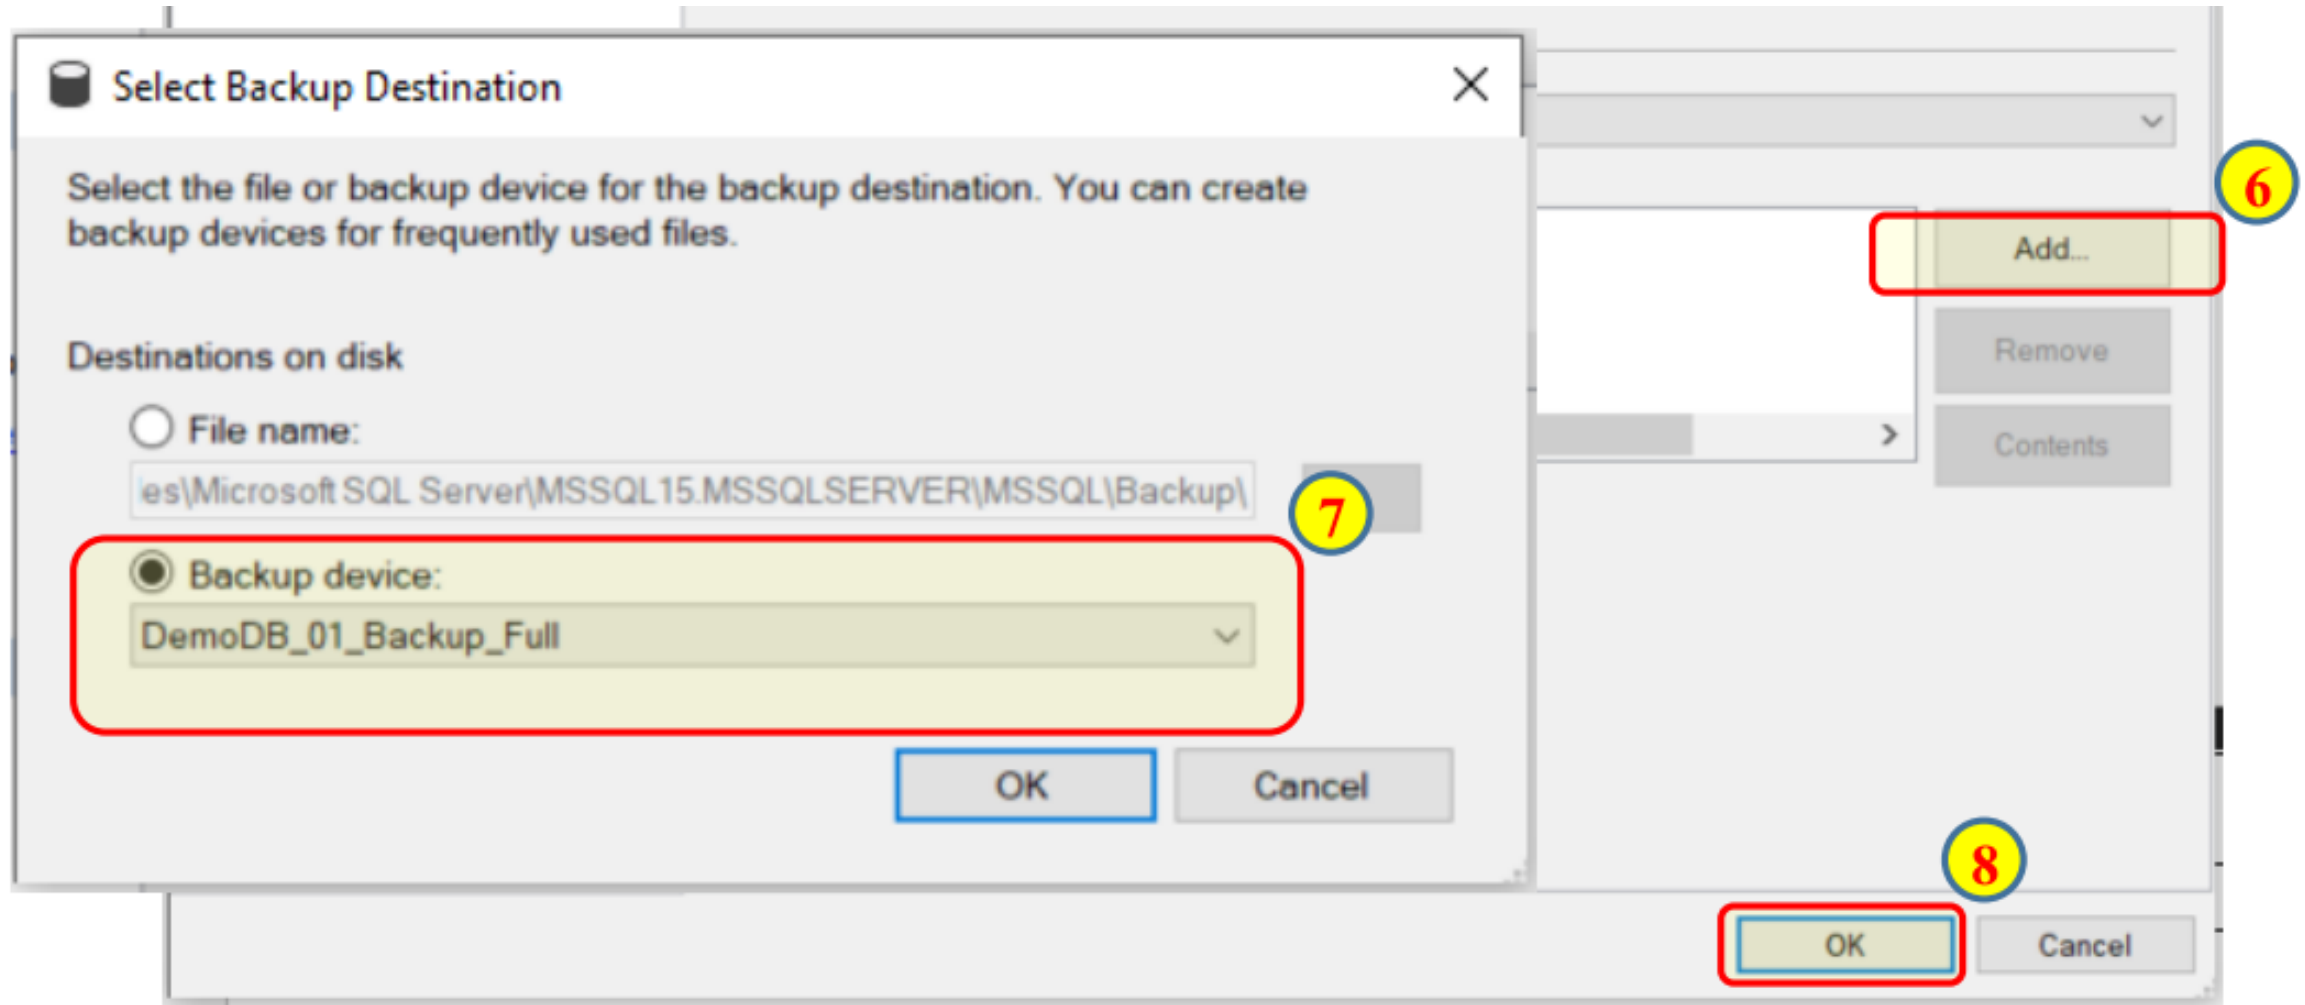 Select Backup Destination
Select the file or backup device for the backup destination. You can create
backup devices for frequently used files.
Destinations on disk
File name:
es\Microsoft SQL Server\MSSQL15.MSSQLSERVER\MSSQL\Backup\
7
Backup device:
DemoDB_01_Backup_Full
OK
Cancel
6
Add...
Remove
Contents
8
OK
Cancel